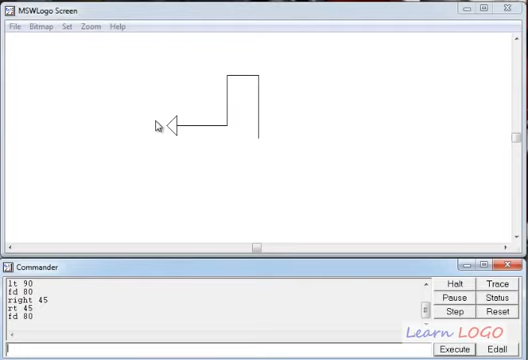 MSWLogo Screen
File Bitmap Set Zoom Help
Commander
lt 90
fd 80
right 45
rt 45
fd 80
Halt Trace
Pause Status
Step Reset
Learn LOGO
Execute Edall